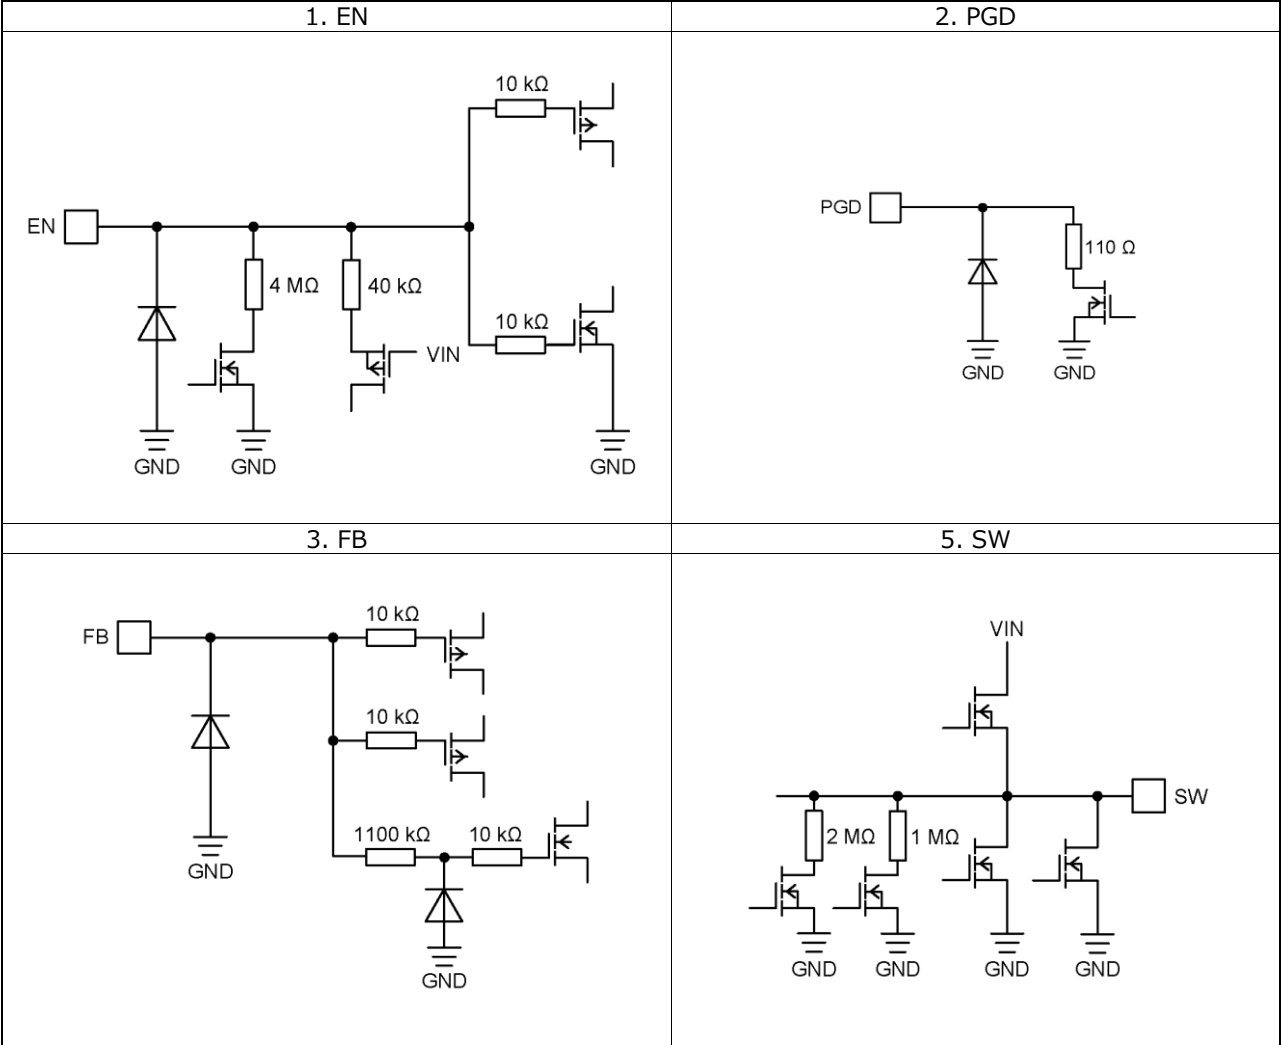 1. EN
2. PGD
10 kΩ
EN
4 MΩ
40 kΩ
10 kΩ
VIN
GND
GND
GND
PGD
110 Ω
GND
GND
3. FB
5. SW
FB
10 kΩ
10 kΩ
1100 kΩ
10 kΩ
GND
GND
VIN
SW
2 MΩ
1 MΩ
GND
GND
GND
GND